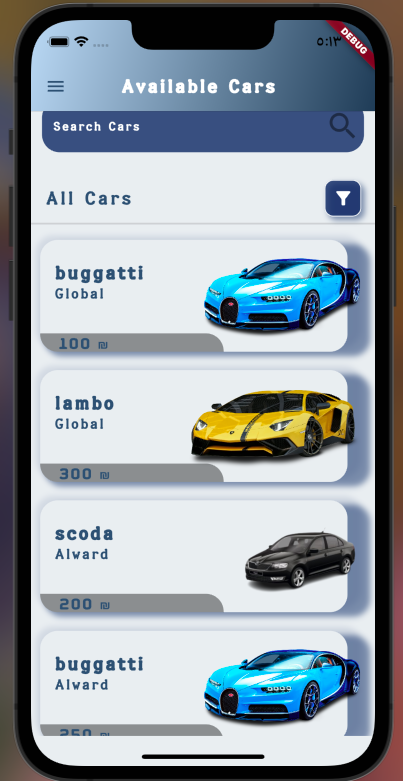 ٥:١٣
DEBUG
Available Cars
Search Cars
All Cars
buggatti
Global
100 ₪
lambo
Global
300 ₪
scoda
Alward
200 ₪
buggatti
Alward
250 ₪